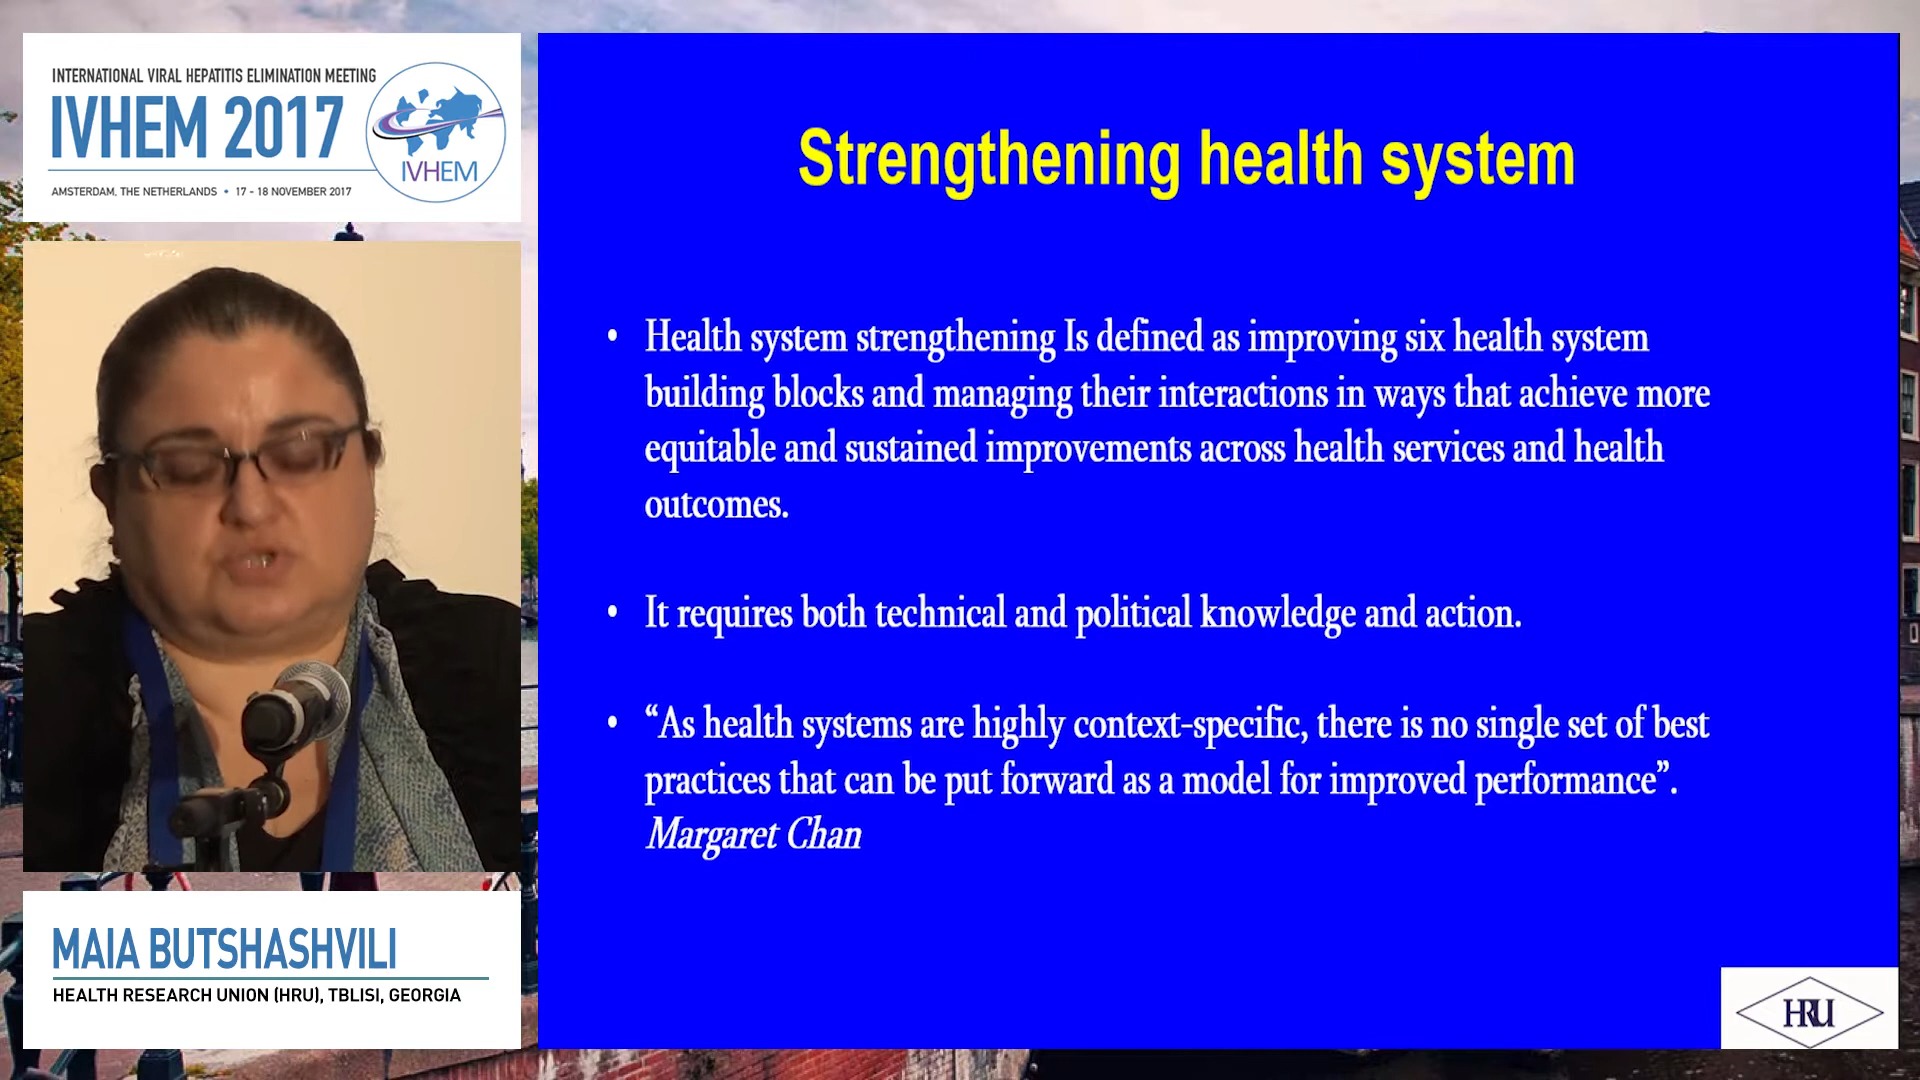 INTERNATIONAL VIRAL HEPATITIS ELIMINATION MEETING
IVHEM 2017
IVHEM
AMSTERDAM, THE NETHERLANDS • 17 - 18 NOVEMBER 2017
MAIA BUTSHASHVILI
HEALTH RESEARCH UNION (HRU), TBLISI, GEORGIA
Strengthening health system
• Health system strengthening Is defined as improving six health system
building blocks and managing their interactions in ways that achieve more
equitable and sustained improvements across health services and health
outcomes.
• It requires both technical and political knowledge and action.
• “As health systems are highly context-specific, there is no single set of best
practices that can be put forward as a model for improved performance”.
Margaret Chan
HRU